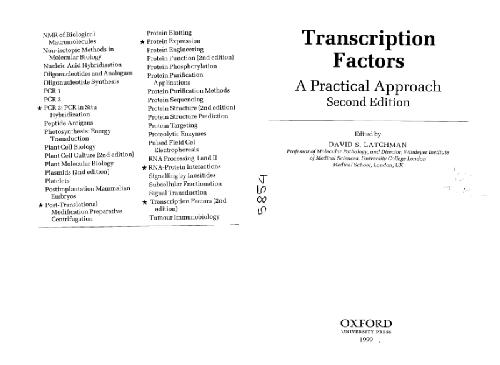 NMR of Biological
Macromolecules
Non-isotopic Methods in
Molecular Biology
Nucleic Acid Hybridisation
Oligonucleotides and Analogues
Oligonucleotide Synthesis
PCR 1
PCR 2
★ PCR 3: PCR in Situ
Hybridization
Peptide Antigens
Photosynthesis: Energy
Transduction
Plant Cell Biology
Plant Cell Culture (2nd edition)
Plant Molecular Biology
Plasmids (2nd edition)
Platelets
Postimplantation Mammalian
Embryos
★ Post-Translational
Modification Preparative
Centrifugation
Protein Blotting
★ Protein Expression
Protein Engineering
Protein Function (2nd edition)
Protein Phosphorylation
Protein Purification
Applications
Protein Purification Methods
Protein Sequencing
Protein Structure (2nd edition)
Protein Structure Prediction
Protein Targeting
Proteolytic Enzymes
Pulsed Field Gel
Electrophoresis
RNA Processing I and II
★ RNA-Protein Interactions
Signalling by Inositides
Subcellular Fractionation
Signal Transduction
★ Transcription Factors (2nd
edition)
Tumour Immunobiology
5854
Transcription
Factors
A Practical Approach
Second Edition
Edited by
DAVID S. LATCHMAN
Professor of Molecular Pathology, and Director, Windeyer Institute
of Medical Sciences, University College London
Medical School, London, UK
OXFORD
UNIVERSITY PRESS
1999